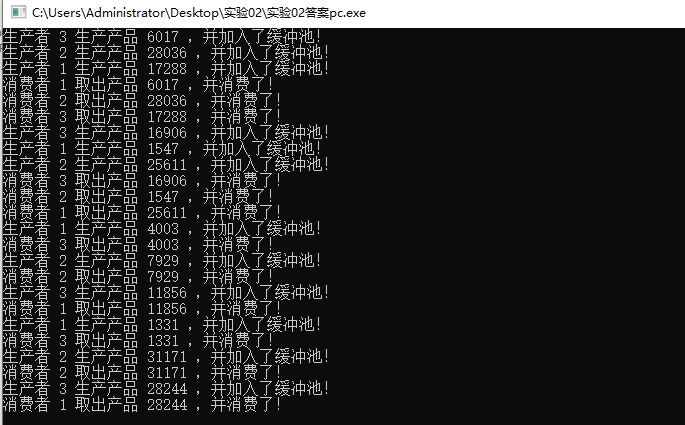 C:\Users\Administrator\Desktop\实验02\实验02答案pc.exe
生产者 3 生产产品 6017 ，并加入了缓冲池!
生产者 2 生产产品 28036 ，并加入了缓冲池!
生产者 1 生产产品 17288 ，并加入了缓冲池!
消费者 1 取出产品 6017 ，并消费了!
消费者 2 取出产品 28036 ，并消费了!
消费者 3 取出产品 17288 ，并消费了!
生产者 3 生产产品 16906 ，并加入了缓冲池!
生产者 1 生产产品 1547 ，并加入了缓冲池!
生产者 2 生产产品 25611 ，并加入了缓冲池!
消费者 3 取出产品 16906 ，并消费了!
消费者 2 取出产品 1547 ，并消费了!
消费者 1 取出产品 25611 ，并消费了!
生产者 1 生产产品 4003 ，并加入了缓冲池!
消费者 3 取出产品 4003 ，并消费了!
生产者 2 生产产品 7929 ，并加入了缓冲池!
消费者 2 取出产品 7929 ，并消费了!
生产者 3 生产产品 11856 ，并加入了缓冲池!
消费者 1 取出产品 11856 ，并消费了!
生产者 1 生产产品 1331 ，并加入了缓冲池!
消费者 3 取出产品 1331 ，并消费了!
生产者 2 生产产品 31171 ，并加入了缓冲池!
消费者 2 取出产品 31171 ，并消费了!
生产者 3 生产产品 28244 ，并加入了缓冲池!
消费者 1 取出产品 28244 ，并消费了!